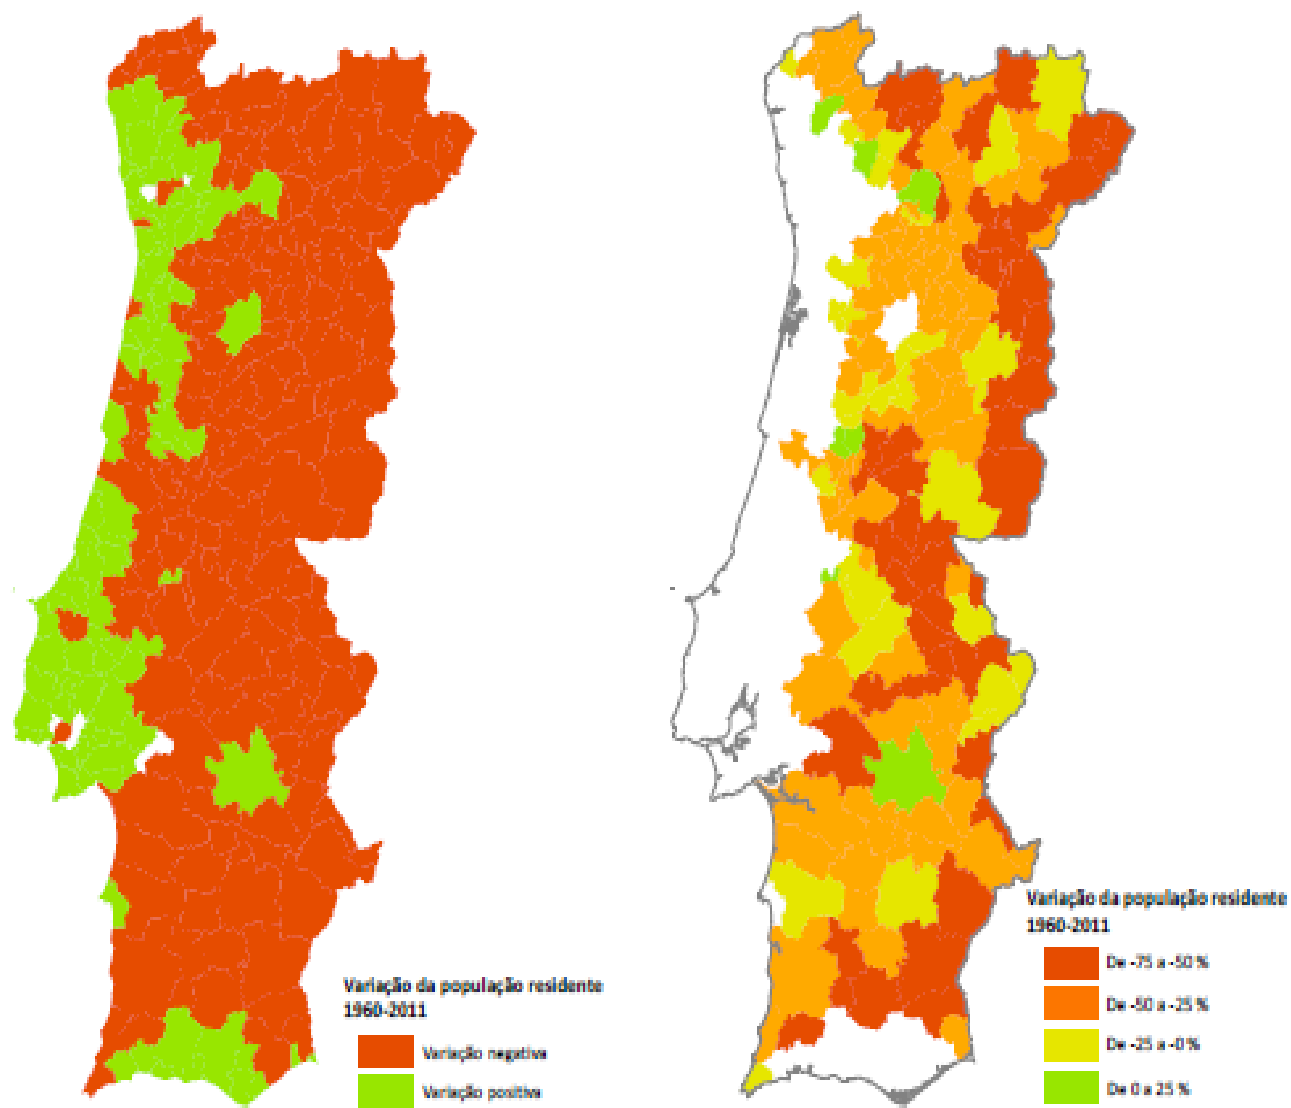 Variação da população residente
1960-2011
Variação negativa
Variação positiva
Variação da população residente
1960-2011
De -75 a -50 %
De -50 a -25 %
De -25 a -0 %
De 0 a 25 %